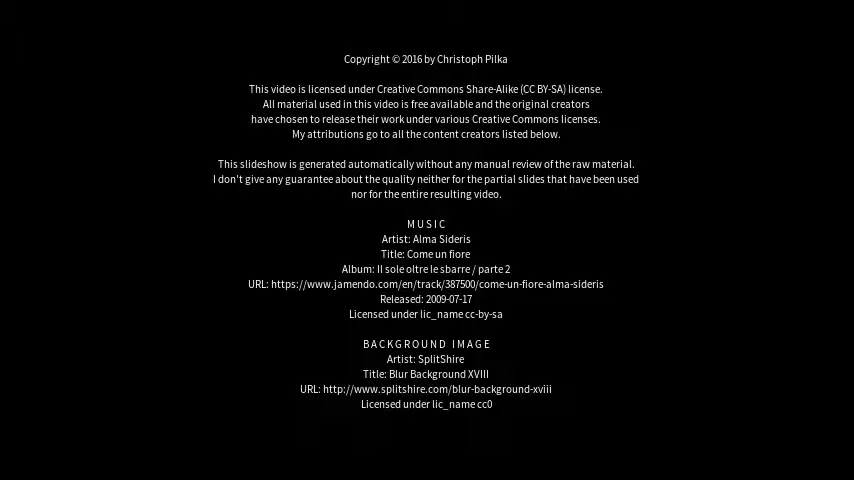 Copyright © 2016 by Christoph Pilka
This video is licensed under Creative Commons Share-Alike (CC BY-SA) license.
All material used in this video is free available and the original creators
have chosen to release their work under various Creative Commons licenses.
My attributions go to all the content creators listed below.
This slideshow is generated automatically without any manual review of the raw material.
I don't give any guarantee about the quality neither for the partial slides that have been used
nor for the entire resulting video.
M U S I C
Artist: Alma Sideris
Title: Come un fiore
Album: Il sole oltre le sbarre / parte 2
URL: https://www.jamendo.com/en/track/387500/come-un-fiore-alma-sideris
Released: 2009-07-17
Licensed under lic_name cc-by-sa
B A C K G R O U N D   I M A G E
Artist: SplitShire
Title: Blur Background XVIII
URL: http://www.splitshire.com/blur-background-xviii
Licensed under lic_name cc0